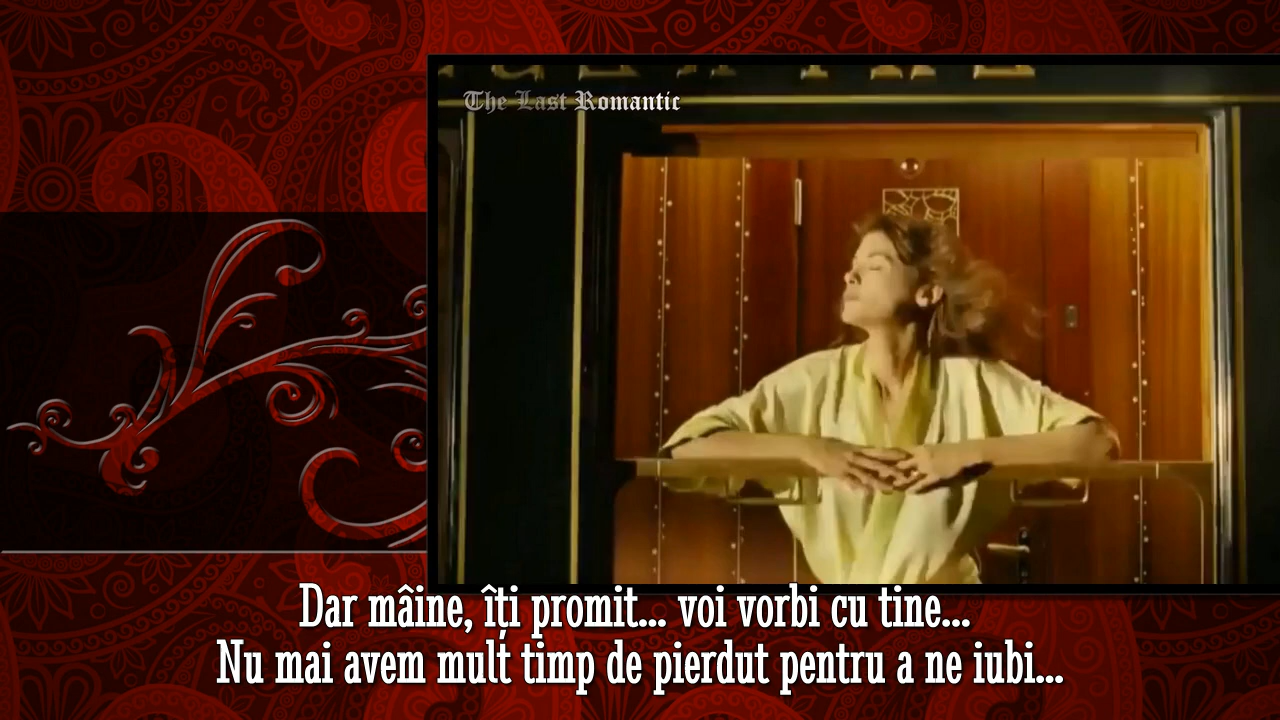 The Last Romantic
Dar mâine, îți promit... voi vorbi cu tine...
Nu mai avem mult timp de pierdut pentru a ne iubi...